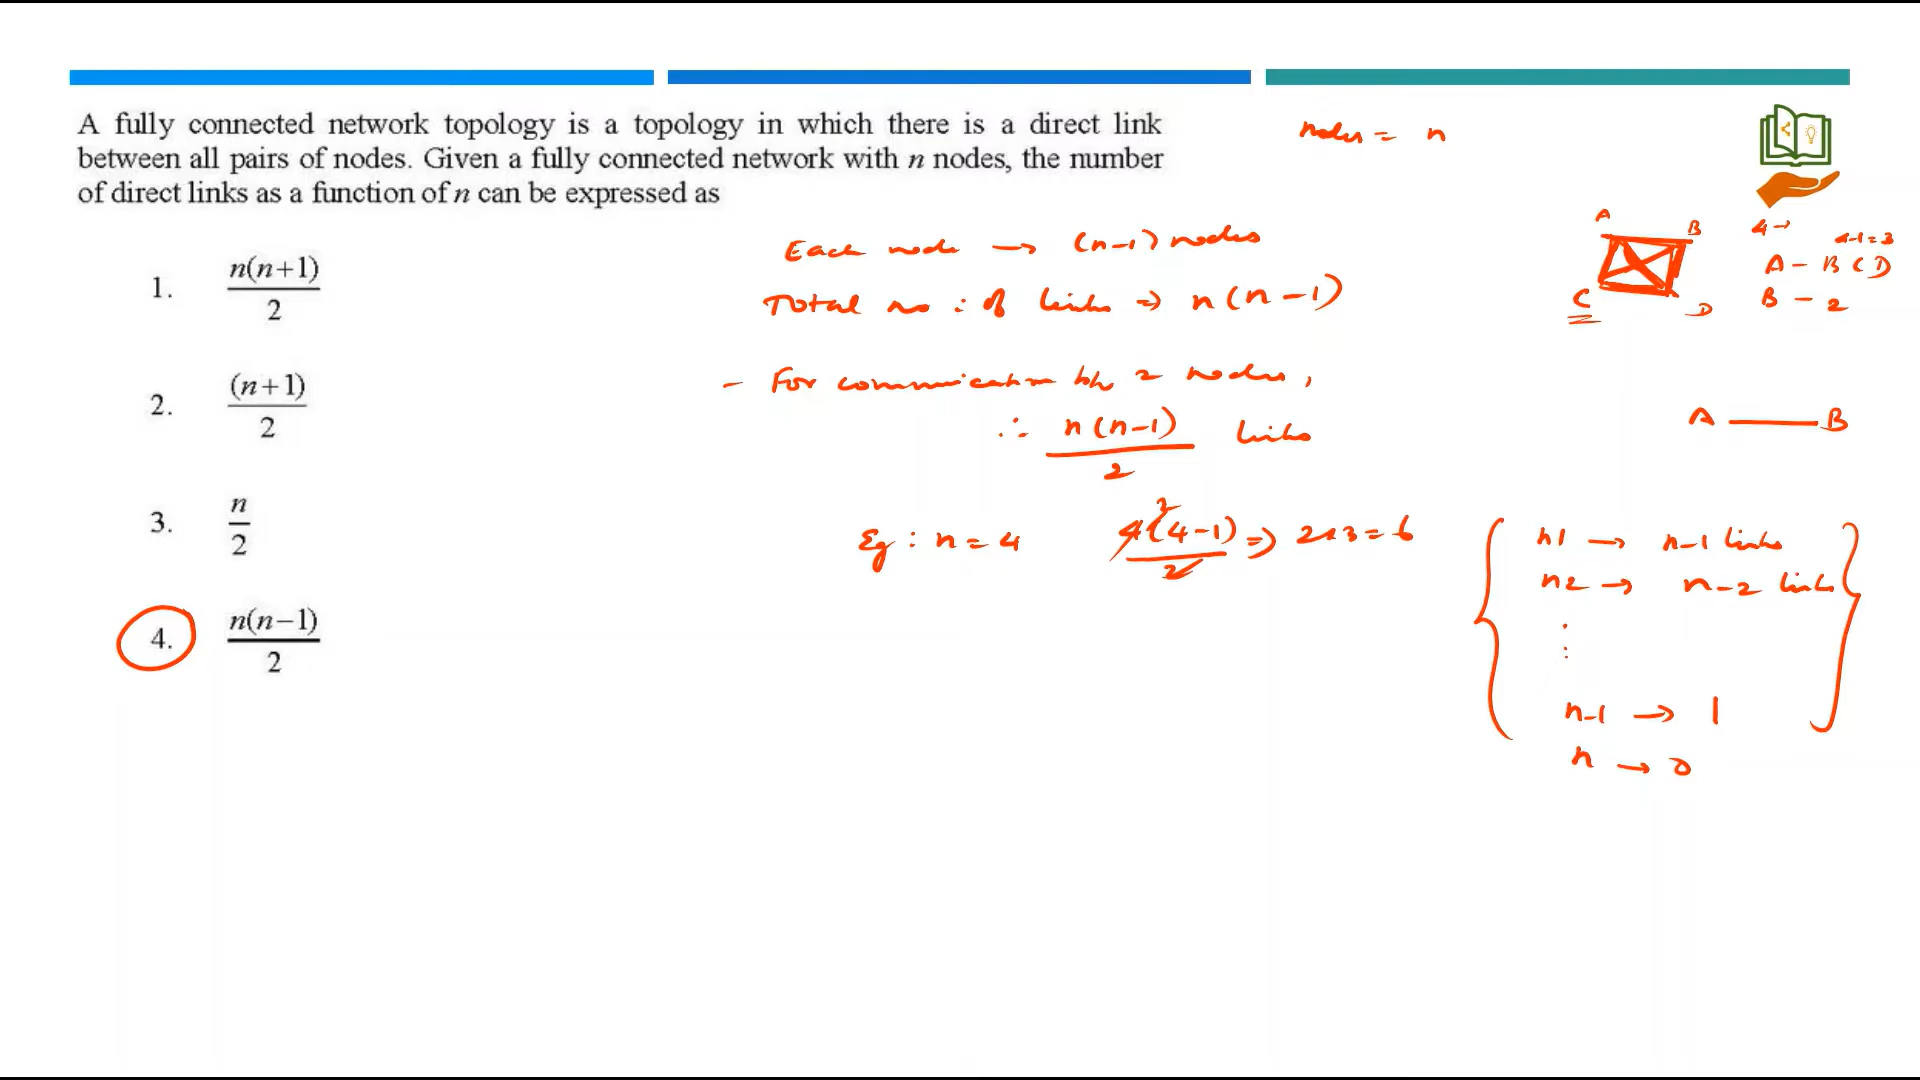 A fully connected network topology is a topology in which there is a direct link
between all pairs of nodes. Given a fully connected network with n nodes, the number
of direct links as a function of n can be expressed as
1. n(n+1)/2
2. (n+1)/2
3. n/2
4. n(n−1)/2
nodes = n
Each node → (n-1) nodes
Total no : of links ⇒ n(n-1)
- For communication b/w 2 nodes,
∴ n(n-1)/2 links
Eg : n = 4 4(4-1)/2 2 ⇒ 2x3 = 6
A B
C D
4 →
4-1=3
A - B C D
B - 2
A — B
n1 → n-1 links
n2 → n-2 links
:
:
n-1 → 1
n → 0